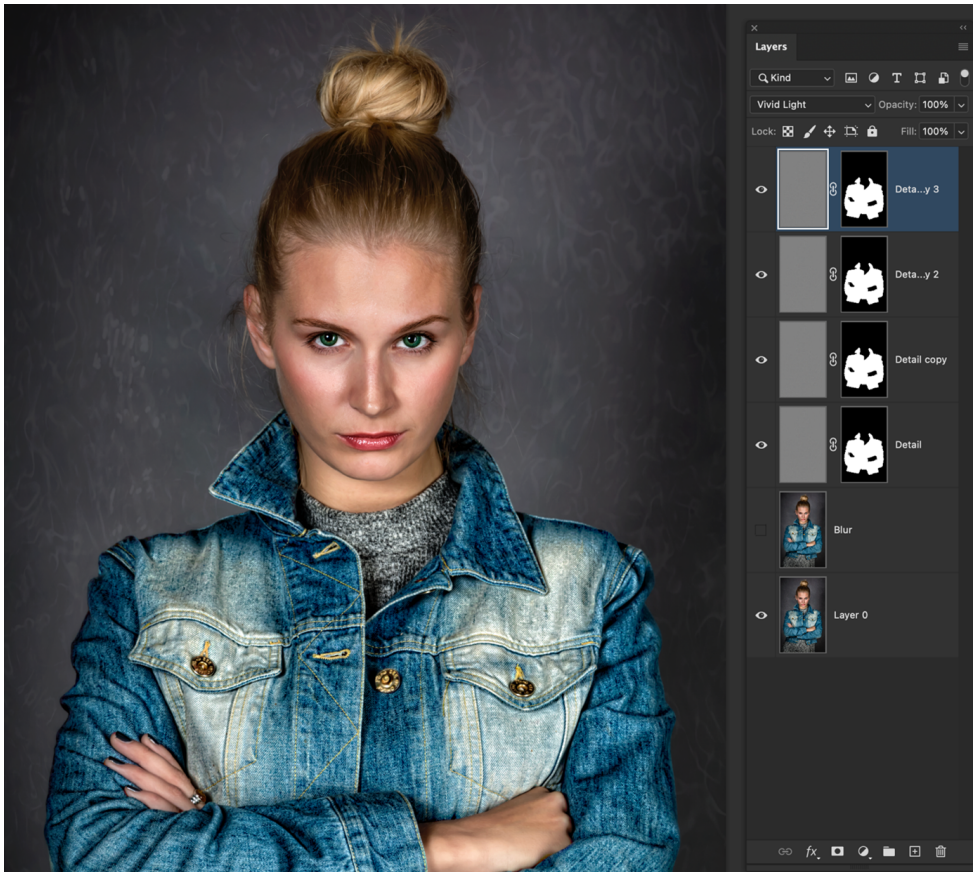 Layers
Kind
Vivid Light Opacity: 100%
Lock: Fill: 100%
Deta...y 3
Deta...y 2
Detail copy
Detail
Blur
Layer 0
fx